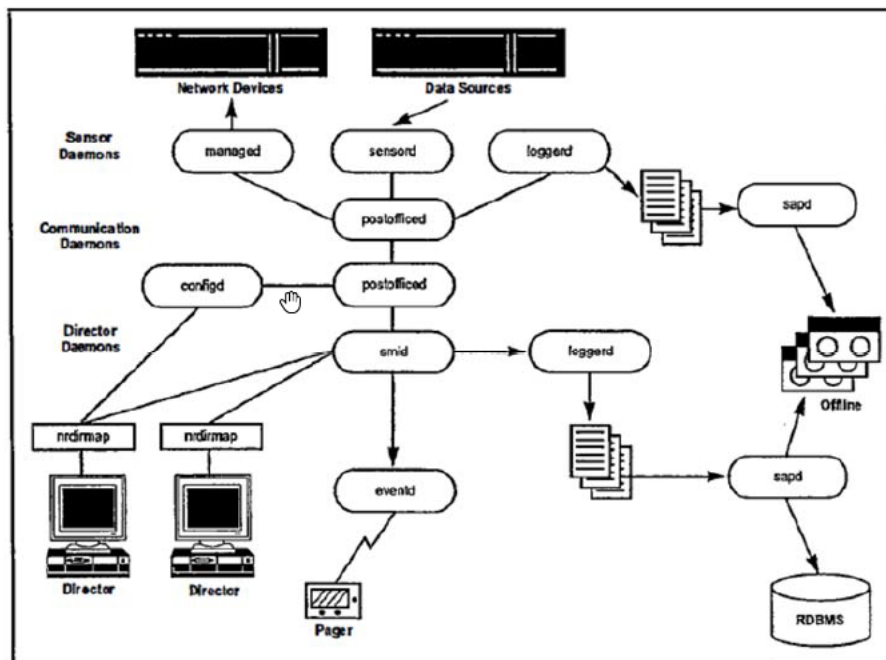 Network Devices
Data Sources
Sensor
Daemons
managed
sensord
loggerd
sapd
postofficed
Communication
Daemons
configd
postofficed
Director
Daemons
smid
loggerd
Offline
nrdirmap
nrdirmap
eventd
sapd
Director
Director
Pager
RDBMS